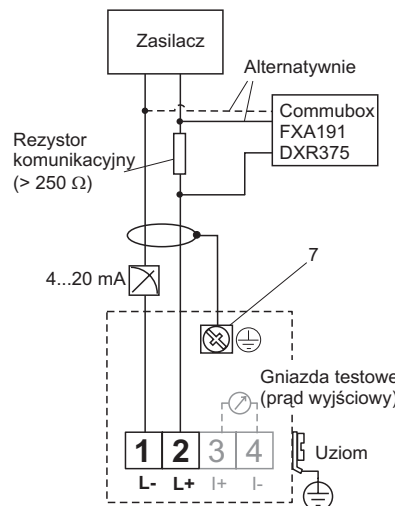 Zasilacz
Alternatywnie
Commubox
FXA191
DXR375
Rezystor
komunikacyjny
(> 250 Ω)
7
4...20 mA
Gniazda testowe
(prąd wyjściowy)
1 2 3 4
L- L+ I+ I-
Uziom